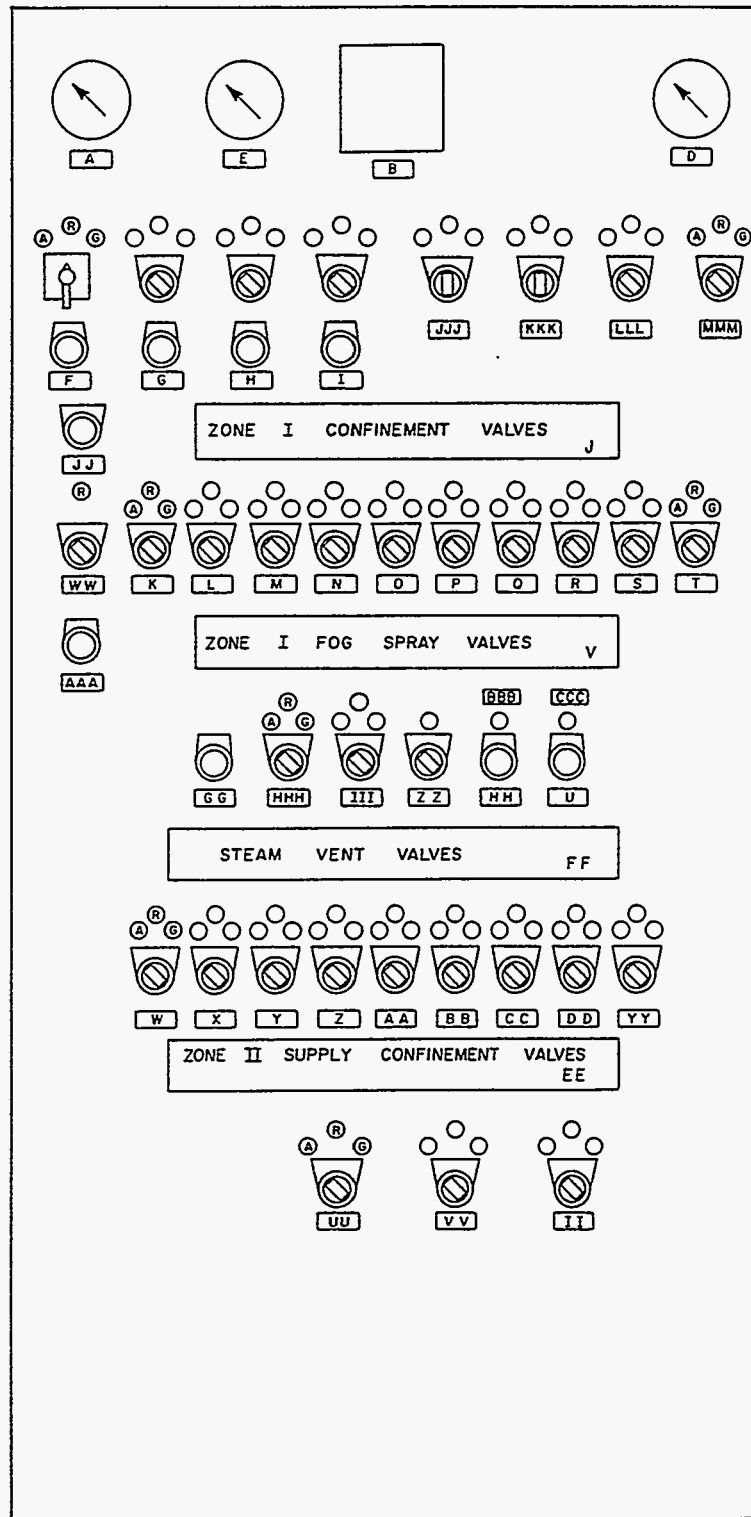 A E B D
A R G A R G
JJJ KKK LLL MMM
F G H I
ZONE I CONFINEMENT VALVES J
JJ
R A R G A R G
WW K L M N O P Q R S T
ZONE I FOG SPRAY VALVES V
AAA
BBB CCC
A R G
GG HHH III ZZ HH U
STEAM VENT VALVES FF
A R G
W X Y Z AA BB CC DD YY
ZONE II SUPPLY CONFINEMENT VALVES
EE
A R G
UU VV II